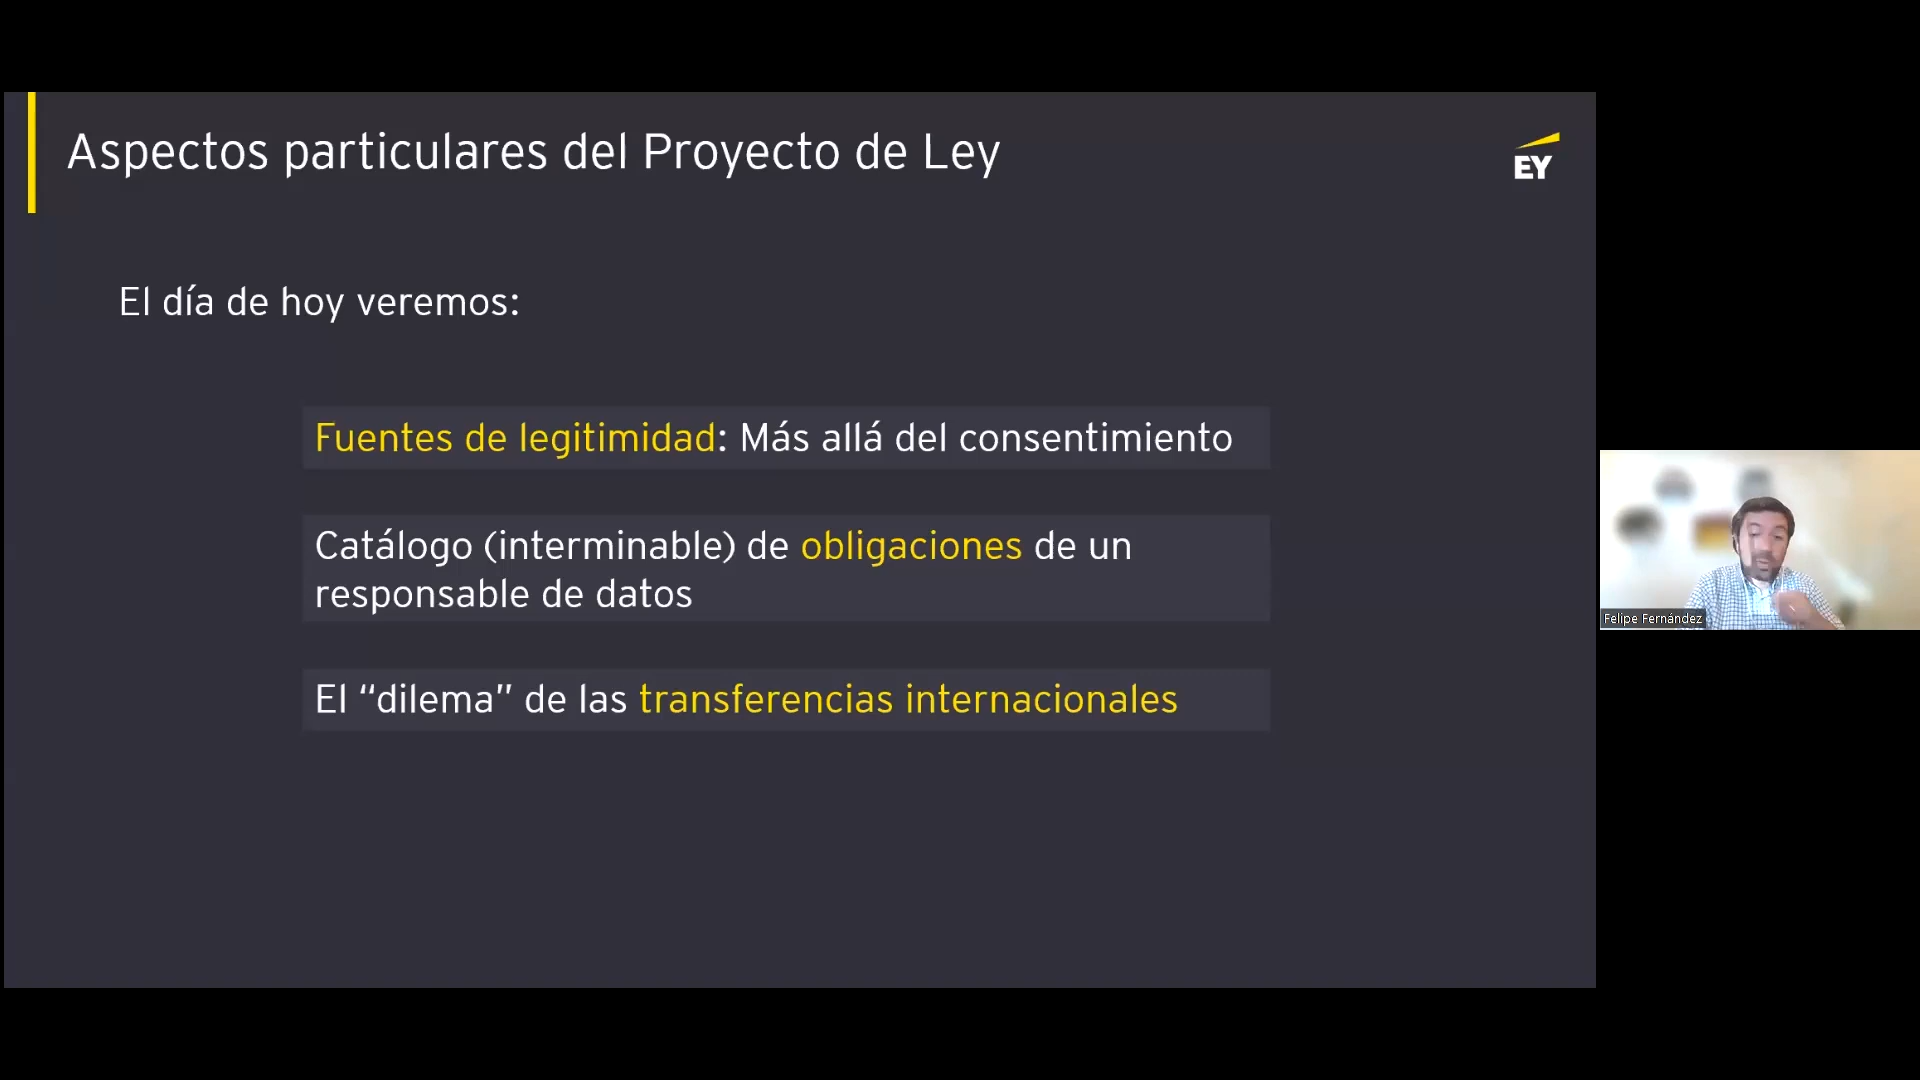 Aspectos particulares del Proyecto de Ley
EY
El día de hoy veremos:
Fuentes de legitimidad: Más allá del consentimiento
Catálogo (interminable) de obligaciones de un
responsable de datos
El “dilema” de las transferencias internacionales
Felipe Fernández